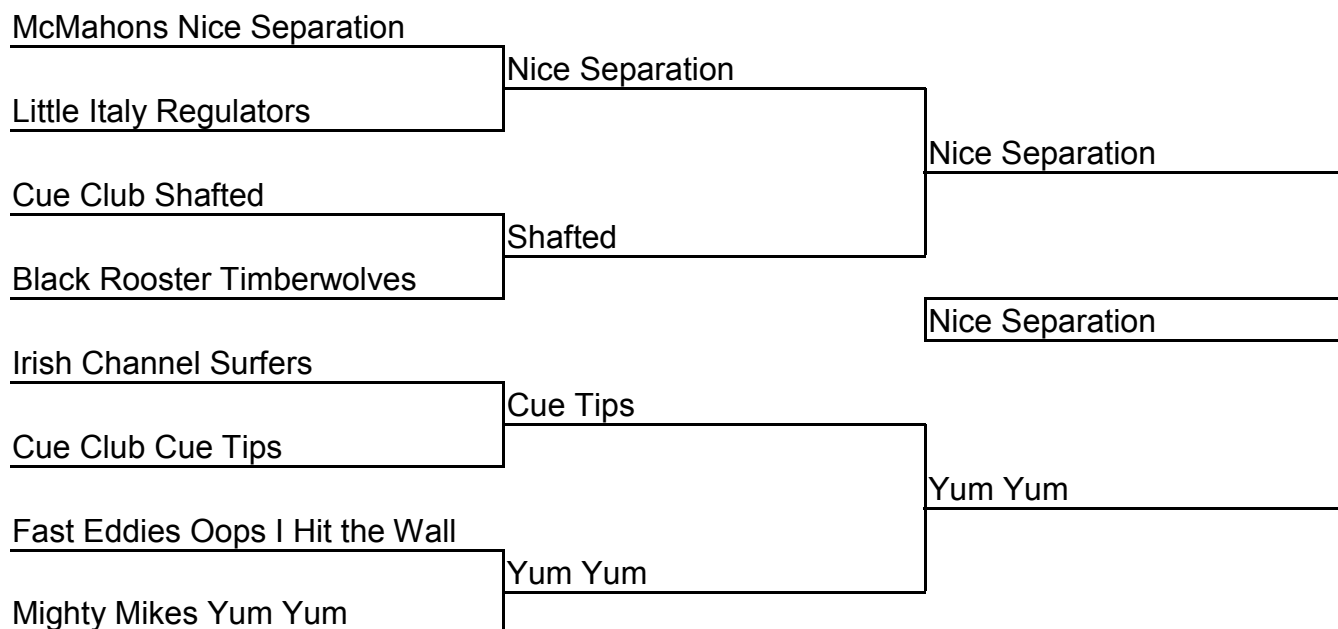 McMahons Nice Separation
Nice Separation
Little Italy Regulators
Nice Separation
Cue Club Shafted
Shafted
Black Rooster Timberwolves
Nice Separation
Irish Channel Surfers
Cue Tips
Cue Club Cue Tips
Yum Yum
Fast Eddies Oops I Hit the Wall
Yum Yum
Mighty Mikes Yum Yum